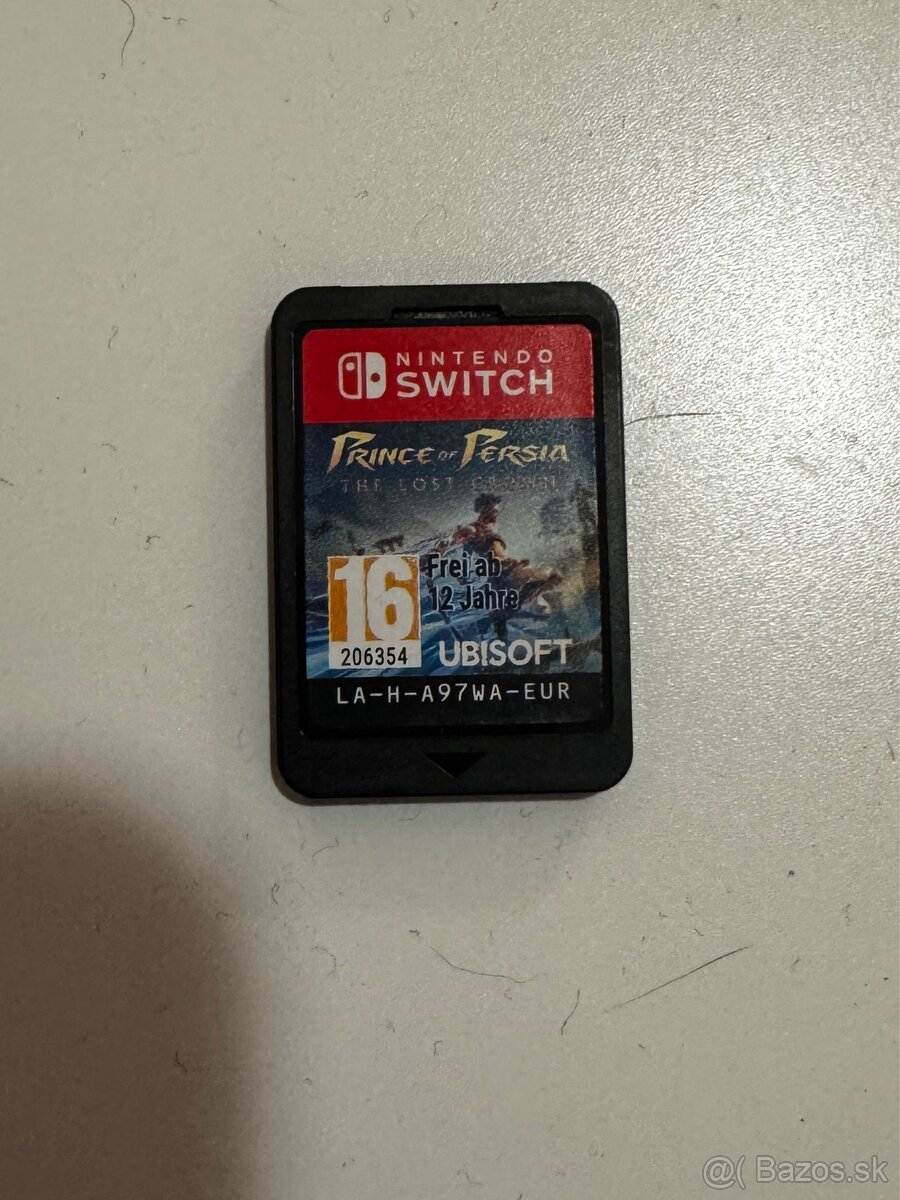 NINTENDO
SWITCH
PRINCE OF PERSIA
THE LOST CROWN
16
Frei ab
12 Jahre
206354
UBISOFT
LA-H-A97WA-EUR
@( Bazos.sk